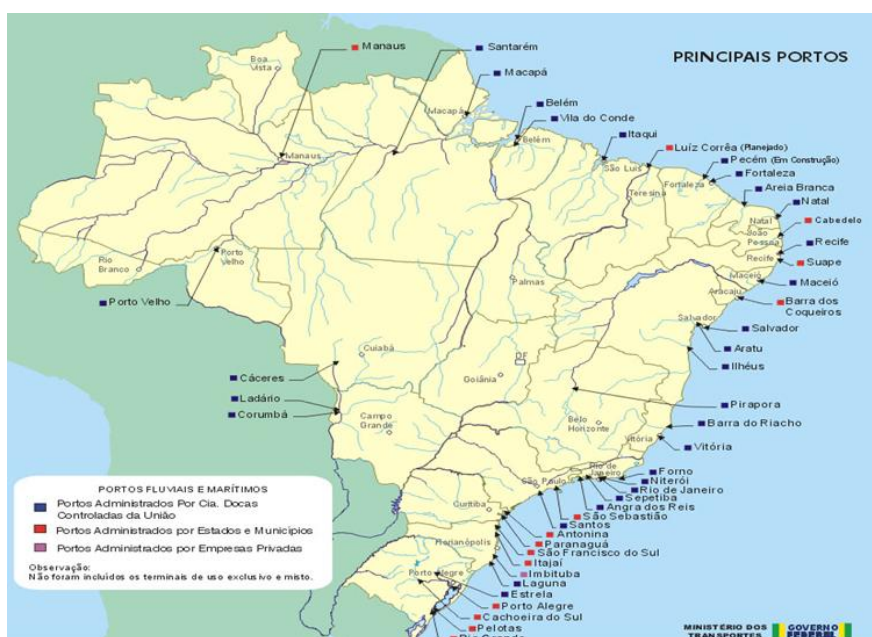 PRINCIPAIS PORTOS
Manaus
Santarém
Macapá
Belém
Vila do Conde
Itaqui
Luíz Corrêa (Planejado)
Pecém (Em Construção)
Fortaleza
Areia Branca
Natal
Cabedelo
Recife
Suape
Maceió
Barra dos
Coqueiros
Salvador
Aratu
Ilhéus
Pirapora
Barra do Riacho
Vitória
Forno
Niterói
Rio de Janeiro
Sepetiba
Angra dos Reis
São Sebastião
Santos
Antonina
Paranaguá
São Francisco do Sul
Itajaí
Imbituba
Laguna
Estrela
Porto Alegre
Cachoeira do Sul
Pelotas
Rio Grande
Porto Velho
Cáceres
Ladário
Corumbá
Boa
Vista
Macapá
Manaus
Belém
São Luis
Teresina
Fortaleza
Natal
João
Pessoa
Recife
Maceió
Aracaju
Salvador
Rio
Branco
Porto
Velho
Palmas
Cuiabá
DF
Goiânia
Campo
Grande
Belo
Horizonte
Vitória
Rio de
Janeiro
São Paulo
Curitiba
Florianópolis
Porto Alegre
PORTOS FLUVIAIS E MARÍTIMOS
Portos Administrados Por Cia. Docas
Controladas da União
Portos Administrados por Estados e Municípios
Portos Administrados por Empresas Privadas
Observação:
Não foram incluídos os terminais de uso exclusivo e misto.
MINISTÉRIO DOS
TRANSPORTES
GOVERNO
FEDERAL